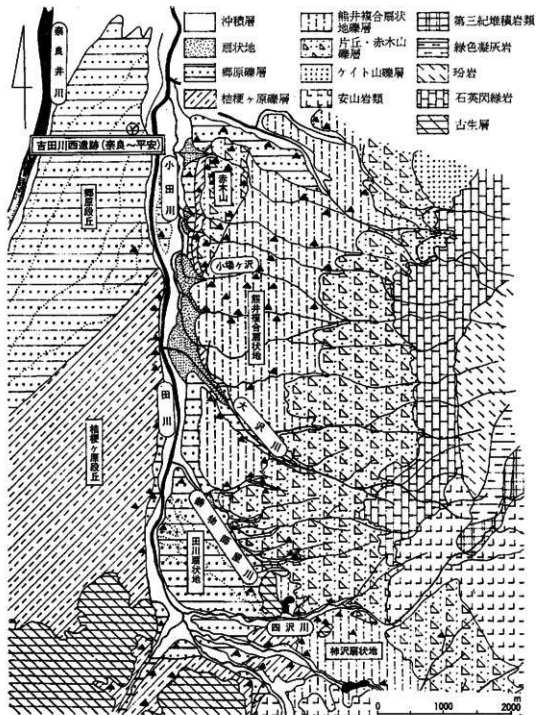 沖積層
扇状地
郷原礫層
桔梗ヶ原礫層
熊井複合扇状
地礫層
片丘・赤木山
礫層
ケイト山礫層
安山岩類
第三紀堆積岩類
緑色凝灰岩
玢岩
石英閃緑岩
古生層
奈良井川
吉田川西遺跡(奈良～平安)
小田川
赤木山
郷原段丘
小場ヶ沢
熊井複合扇状地
大沢川
田川
桔梗ヶ原段丘
田川扇状地
四沢川
柿沢扇状地
0 1000 2000
m